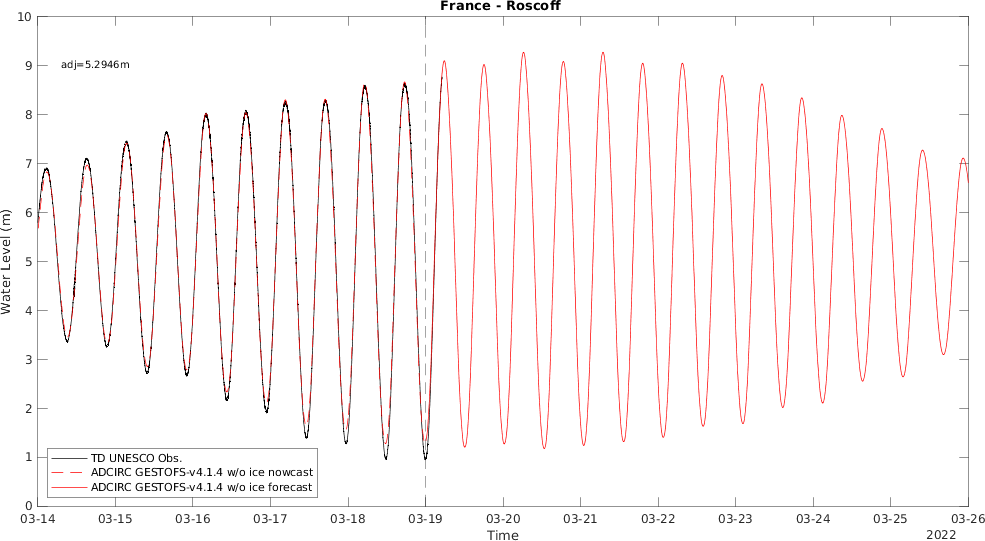 France - Roscoff
adj=5.2946m
Water Level (m)
10
9
8
7
6
5
4
3
2
1
0
TD UNESCO Obs.
ADCIRC GESTOFS-v4.1.4 w/o ice nowcast
ADCIRC GESTOFS-v4.1.4 w/o ice forecast
03-14 03-15 03-16 03-17 03-18 03-19 03-20 03-21 03-22 03-23 03-24 03-25 03-26
Time
2022